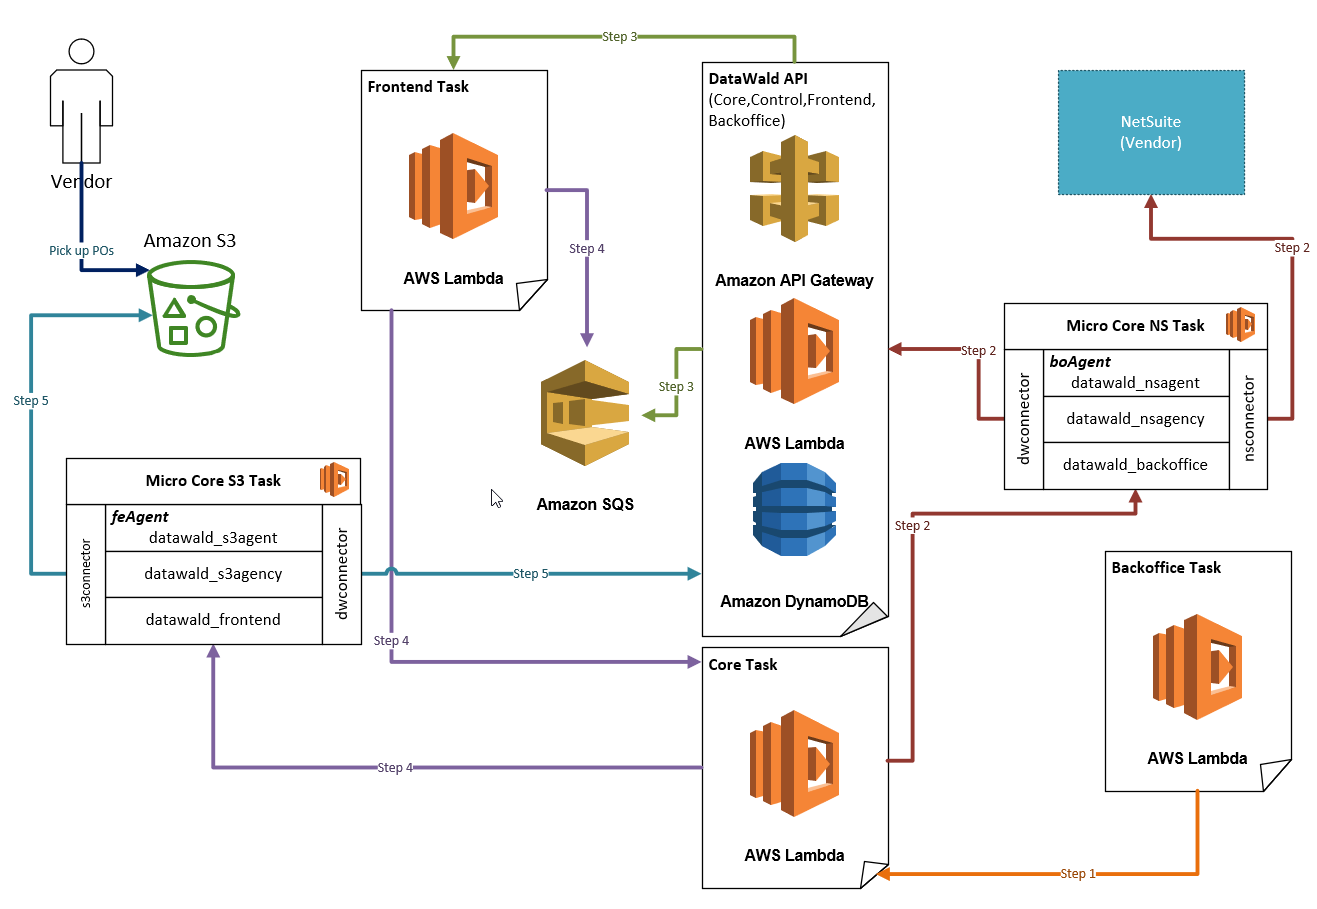 Step 3
Frontend Task
AWS Lambda
DataWald API
(Core,Control,Frontend,
Backoffice)
Amazon API Gateway
AWS Lambda
Amazon DynamoDB
NetSuite
(Vendor)
Vendor
Pick up POs
Amazon S3
Step 4
Step 2
Step 3
Amazon SQS
Step 2
Micro Core NS Task
dwconnector
boAgent
datawald_nsagent
datawald_nsagency
datawald_backoffice
nsconnector
Step 5
Micro Core S3 Task
s3connector
feAgent
datawald_s3agent
datawald_s3agency
datawald_frontend
dwconnector
Step 5
Step 2
Step 4
Backoffice Task
AWS Lambda
Core Task
AWS Lambda
Step 4
Step 1